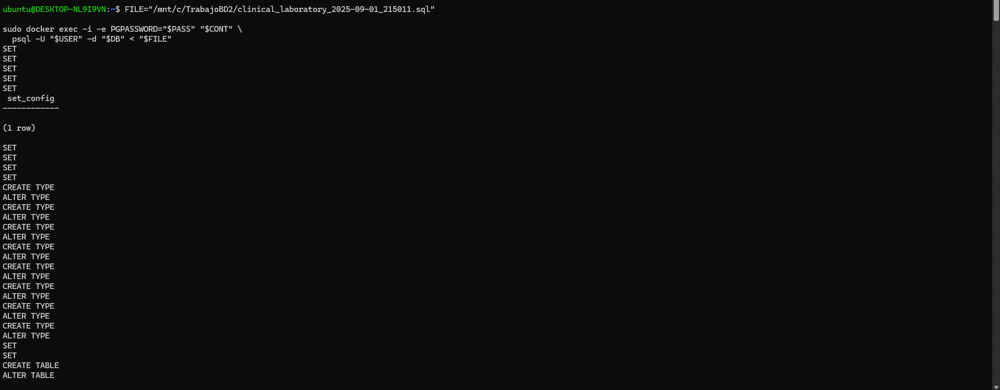 ubuntu@DESKTOP-NL9I9VN:~$ FILE="/mnt/c/TrabajoBD2/clinical_laboratory_2025-09-01_215011.sql"
sudo docker exec -i -e PGPASSWORD="$PASS" "$CONT" \
  psql -U "$USER" -d "$DB" < "$FILE"
SET
SET
SET
SET
SET
 set_config
------------
(1 row)
SET
SET
SET
SET
CREATE TYPE
ALTER TYPE
CREATE TYPE
ALTER TYPE
CREATE TYPE
ALTER TYPE
CREATE TYPE
ALTER TYPE
CREATE TYPE
ALTER TYPE
CREATE TYPE
ALTER TYPE
CREATE TYPE
ALTER TYPE
CREATE TYPE
ALTER TYPE
SET
SET
CREATE TABLE
ALTER TABLE